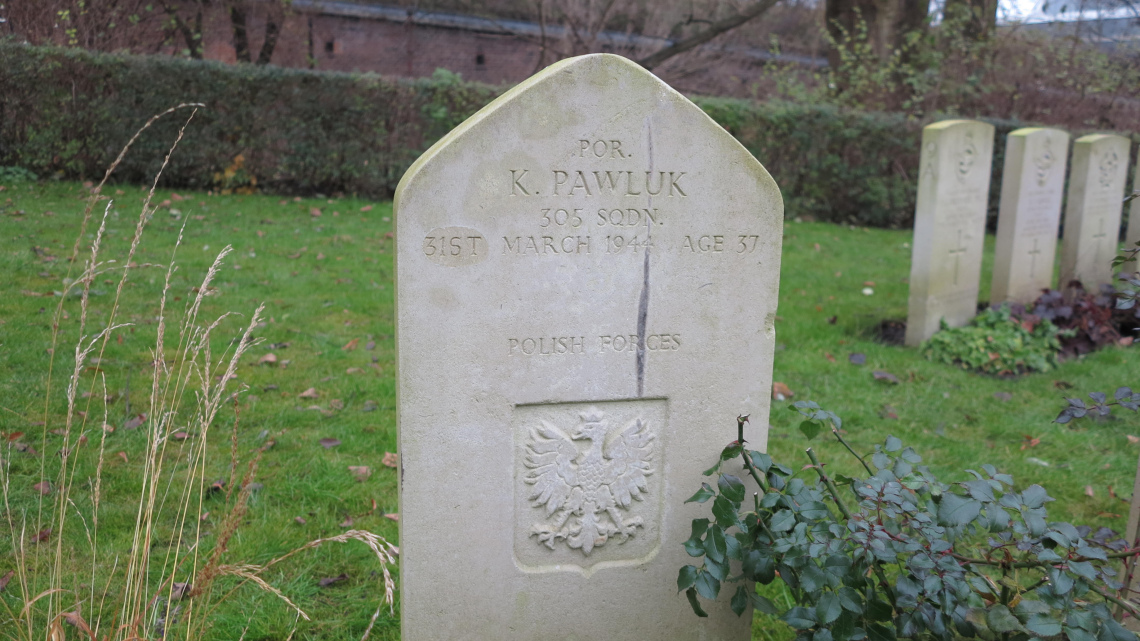 POR.
K. PAWLUK
305 SQDN.
31ST MARCH 1944 AGE 37
POLISH FORCES